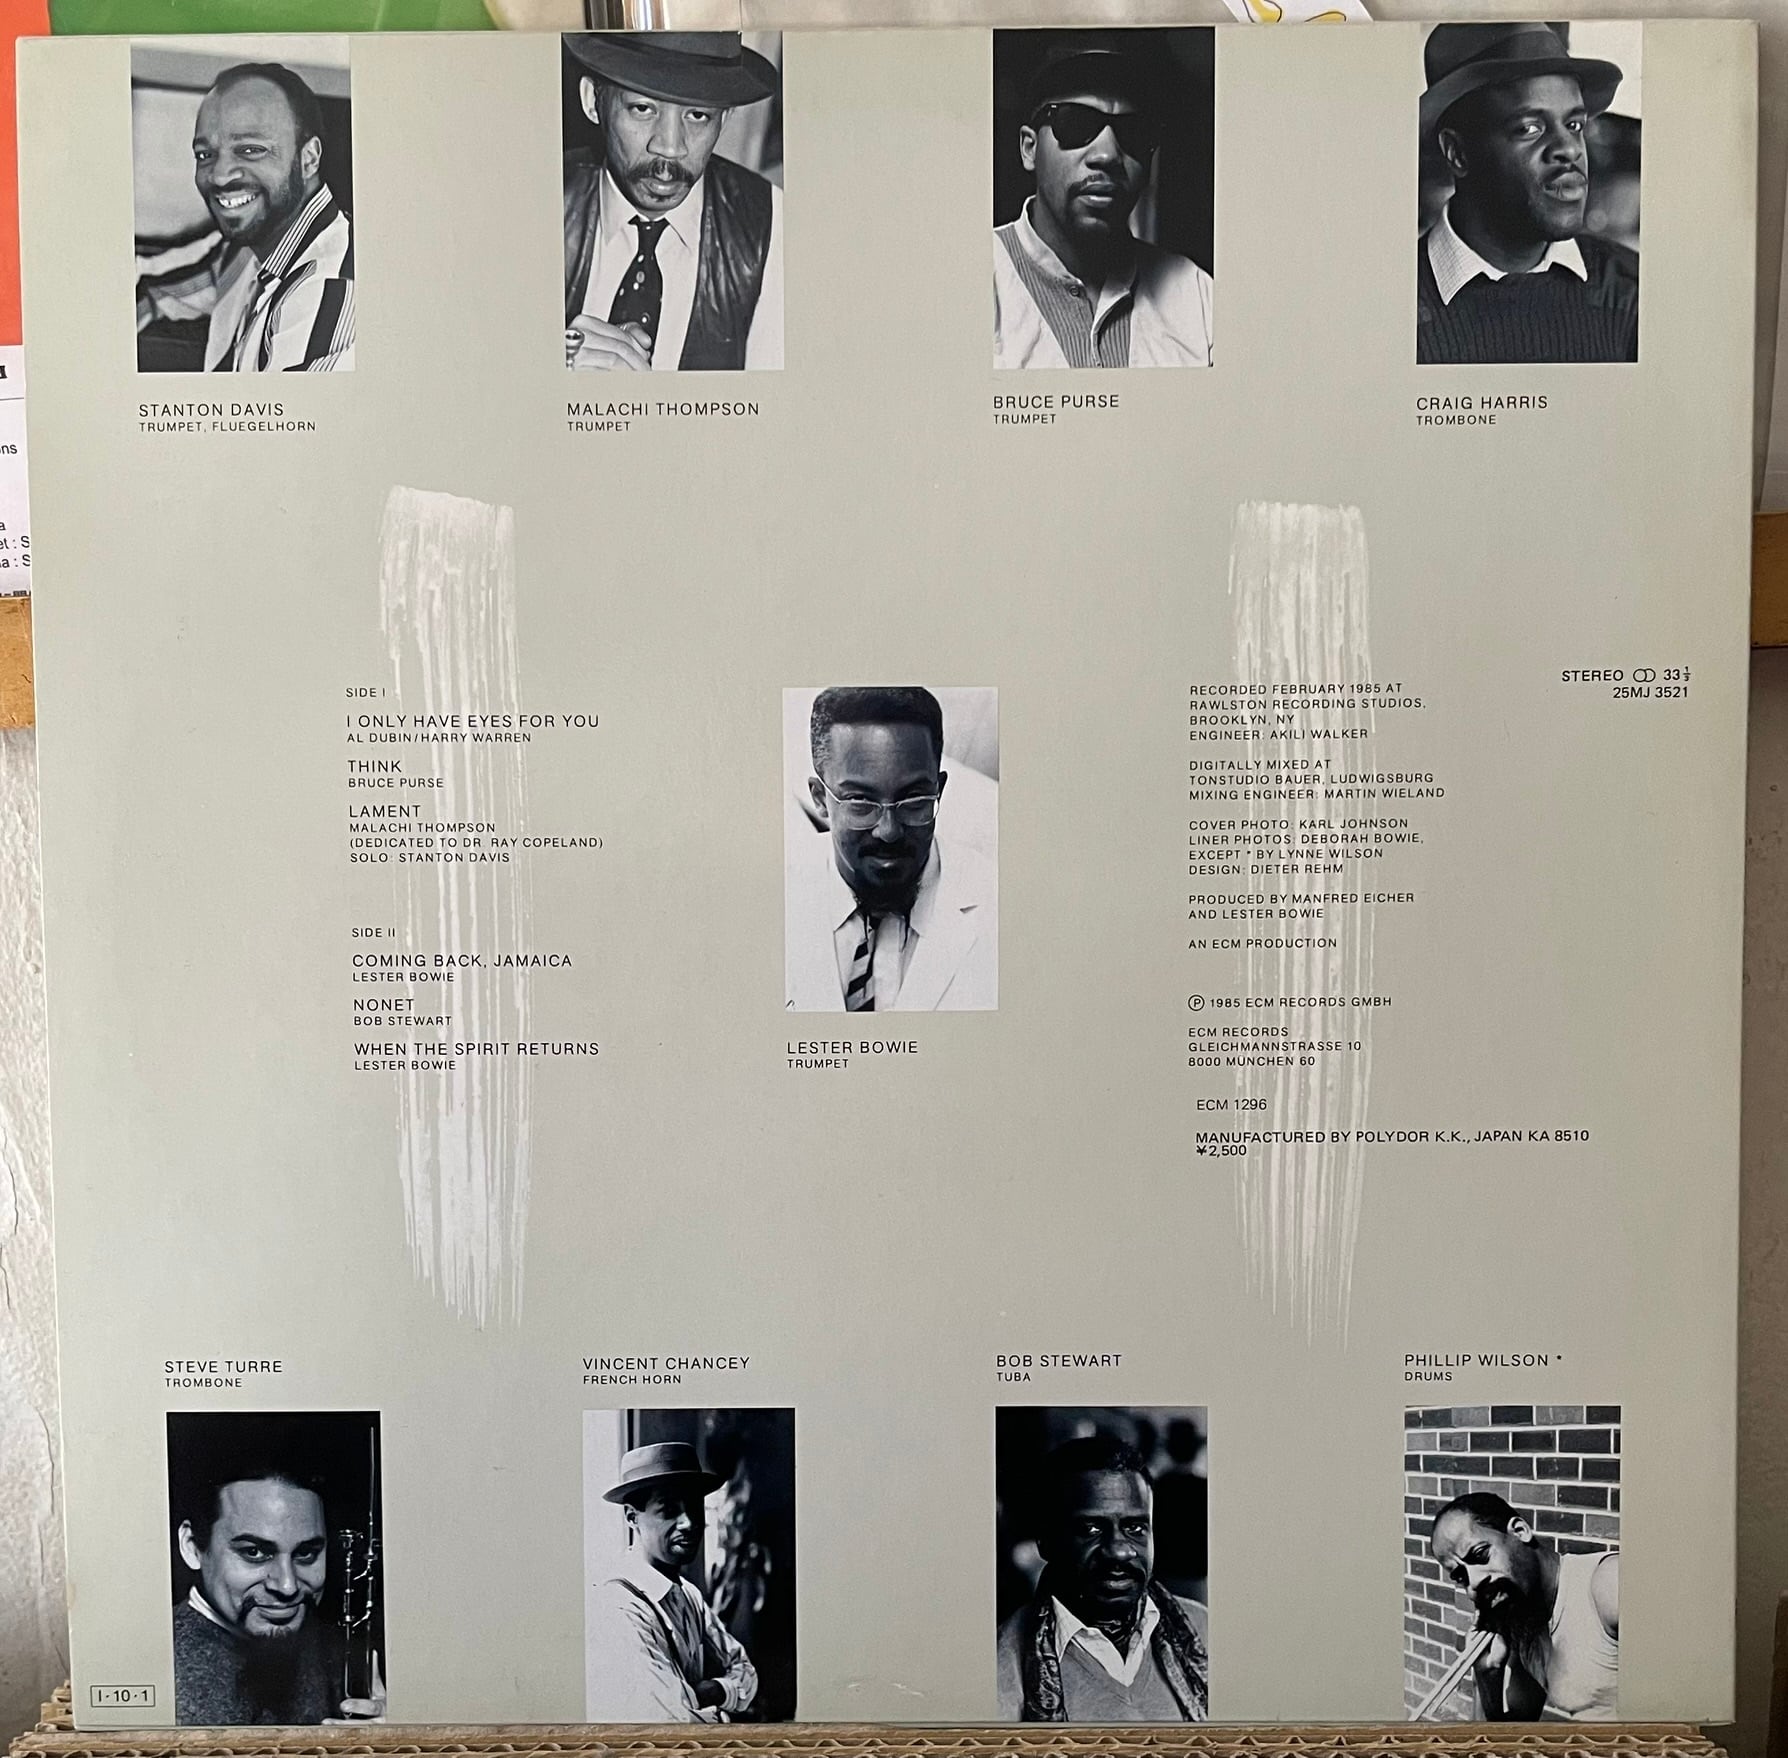 STANTON DAVIS
TRUMPET, FLUEGELHORN
MALACHI THOMPSON
TRUMPET
BRUCE PURSE
TRUMPET
CRAIG HARRIS
TROMBONE
SIDE I
I ONLY HAVE EYES FOR YOU
AL DUBIN/HARRY WARREN
THINK
BRUCE PURSE
LAMENT
MALACHI THOMPSON
(DEDICATED TO DR. RAY COPELAND)
SOLO: STANTON DAVIS
SIDE II
COMING BACK, JAMAICA
LESTER BOWIE
NONET
BOB STEWART
WHEN THE SPIRIT RETURNS
LESTER BOWIE
LESTER BOWIE
TRUMPET
RECORDED FEBRUARY 1985 AT
RAWLSTON RECORDING STUDIOS,
BROOKLYN, NY
ENGINEER: AKILI WALKER
DIGITALLY MIXED AT
TONSTUDIO BAUER, LUDWIGSBURG
MIXING ENGINEER: MARTIN WIELAND
COVER PHOTO: KARL JOHNSON
LINER PHOTOS: DEBORAH BOWIE,
EXCEPT * BY LYNNE WILSON
DESIGN: DIETER REHM
PRODUCED BY MANFRED EICHER
AND LESTER BOWIE
AN ECM PRODUCTION
Ⓟ 1985 ECM RECORDS GMBH
ECM RECORDS
GLEICHMANNSTRASSE 10
8000 MÜNCHEN 60
ECM 1296
MANUFACTURED BY POLYDOR K.K., JAPAN KA 8510
¥2,500
STEREO 33⅓
25MJ 3521
STEVE TURRE
TROMBONE
VINCENT CHANCEY
FRENCH HORN
BOB STEWART
TUBA
PHILLIP WILSON *
DRUMS
I·10·1